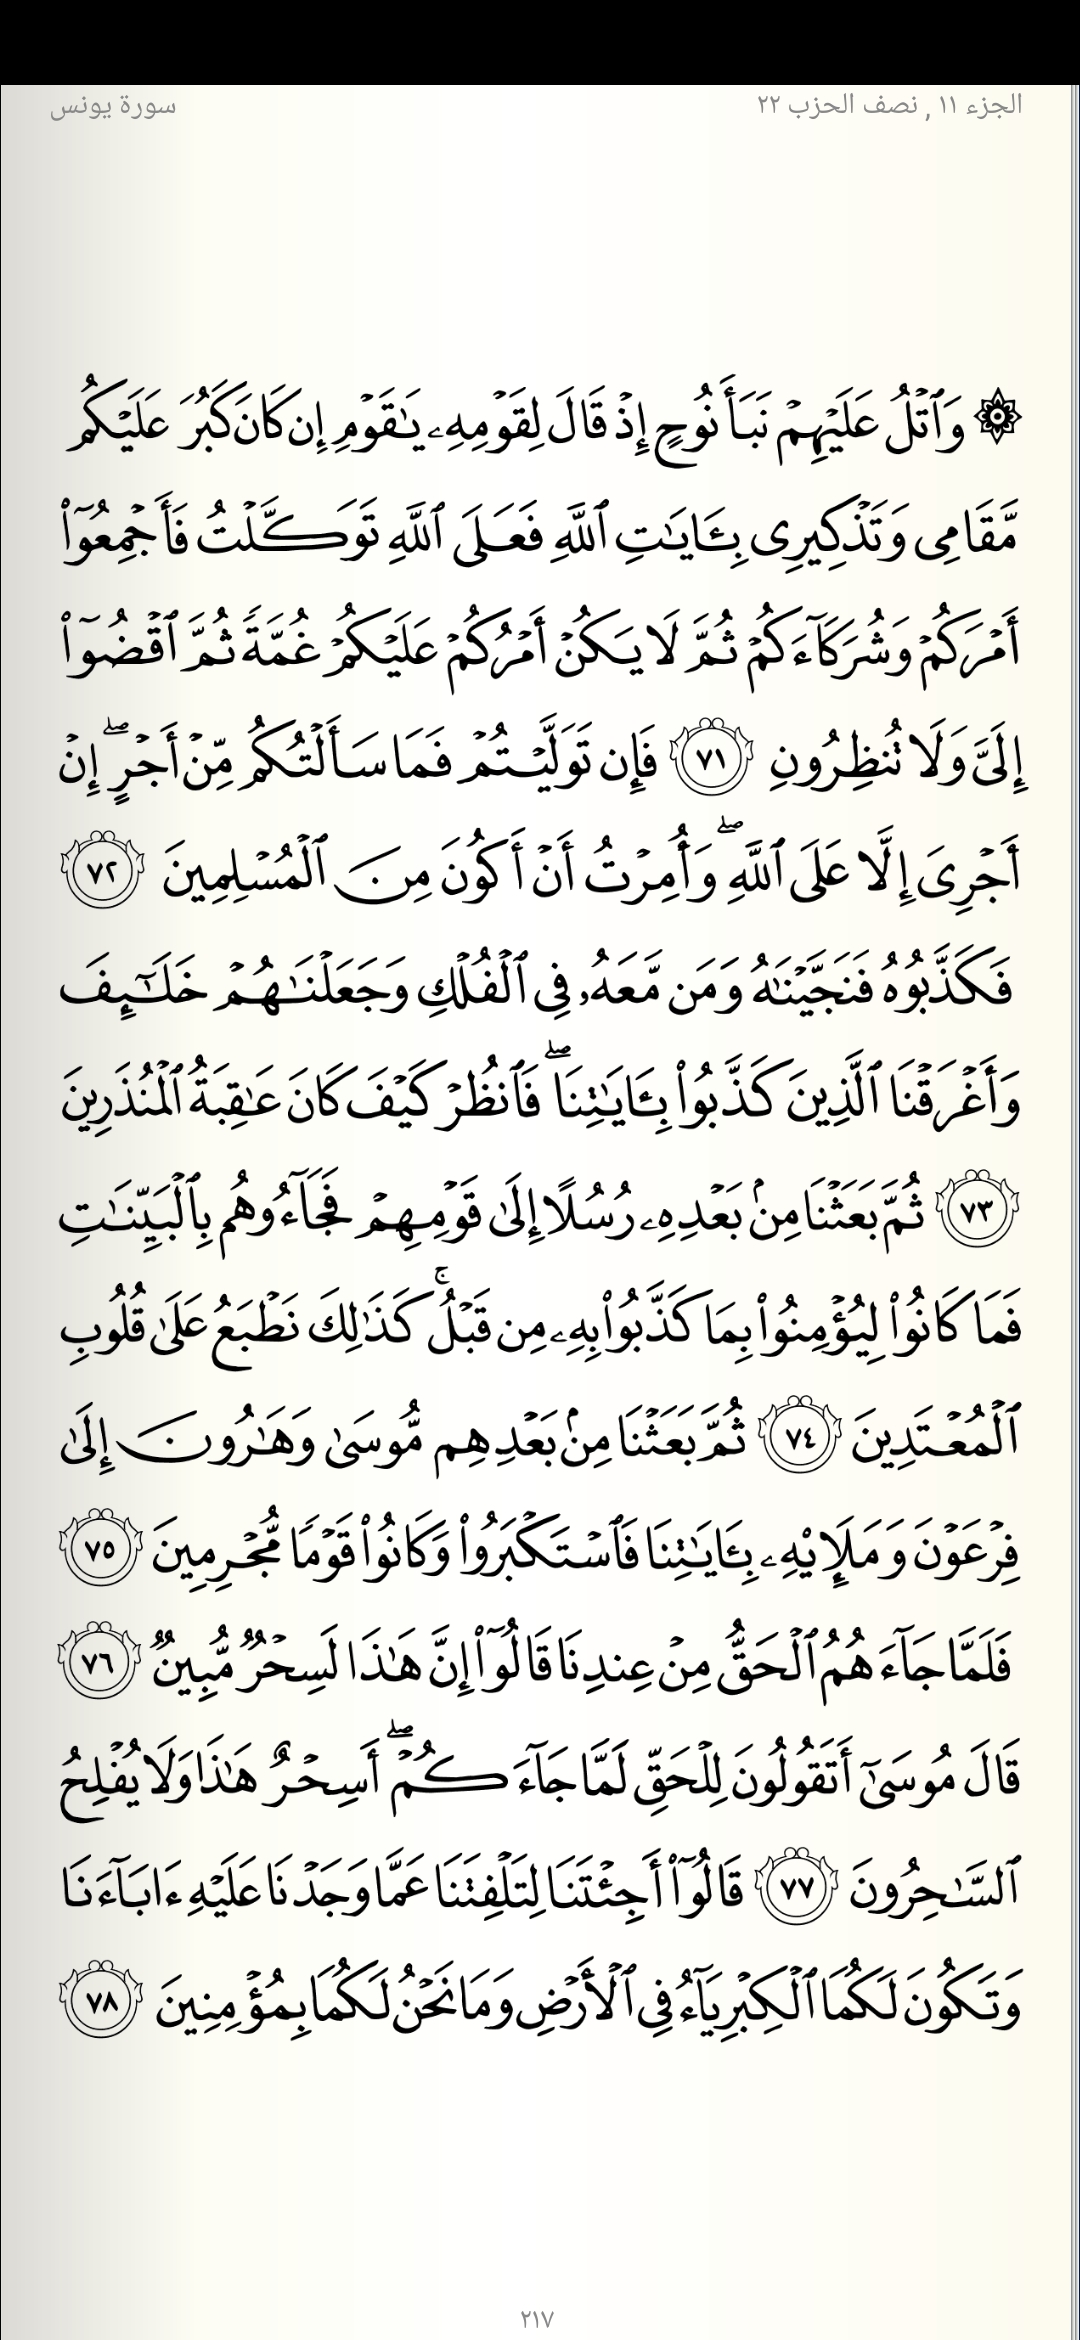 الجزء ١١ , نصف الحزب ٢٢
سورة يونس
۞ وَٱتۡلُ عَلَيۡهِمۡ نَبَأَ نُوحٍ إِذۡ قَالَ لِقَوۡمِهِۦ يَٰقَوۡمِ إِن كَانَ كَبُرَ عَلَيۡكُم
مَّقَامِي وَتَذۡكِيرِي بِـَٔايَٰتِ ٱللَّهِ فَعَلَى ٱللَّهِ تَوَكَّلۡتُ فَأَجۡمِعُوٓاْ
أَمۡرَكُمۡ وَشُرَكَآءَكُمۡ ثُمَّ لَا يَكُنۡ أَمۡرُكُمۡ عَلَيۡكُمۡ غُمَّةٗ ثُمَّ ٱقۡضُوٓاْ
إِلَيَّ وَلَا تُنظِرُونِ ٧١ فَإِن تَوَلَّيۡتُمۡ فَمَا سَأَلۡتُكُم مِّنۡ أَجۡرٍۖ إِنۡ
أَجۡرِيَ إِلَّا عَلَى ٱللَّهِۖ وَأُمِرۡتُ أَنۡ أَكُونَ مِنَ ٱلۡمُسۡلِمِينَ ٧٢
فَكَذَّبُوهُ فَنَجَّيۡنَٰهُ وَمَن مَّعَهُۥ فِي ٱلۡفُلۡكِ وَجَعَلۡنَٰهُمۡ خَلَٰٓئِفَ
وَأَغۡرَقۡنَا ٱلَّذِينَ كَذَّبُواْ بِـَٔايَٰتِنَاۖ فَٱنظُرۡ كَيۡفَ كَانَ عَٰقِبَةُ ٱلۡمُنذَرِينَ
٧٣ ثُمَّ بَعَثۡنَا مِنۢ بَعۡدِهِۦ رُسُلًا إِلَىٰ قَوۡمِهِمۡ فَجَآءُوهُم بِٱلۡبَيِّنَٰتِ
فَمَا كَانُواْ لِيُؤۡمِنُواْ بِمَا كَذَّبُواْ بِهِۦ مِن قَبۡلُۚ كَذَٰلِكَ نَطۡبَعُ عَلَىٰ قُلُوبِ
ٱلۡمُعۡتَدِينَ ٧٤ ثُمَّ بَعَثۡنَا مِنۢ بَعۡدِهِم مُّوسَىٰ وَهَٰرُونَ إِلَىٰ
فِرۡعَوۡنَ وَمَلَإِيْهِۦ بِـَٔايَٰتِنَا فَٱسۡتَكۡبَرُواْ وَكَانُواْ قَوۡمٗا مُّجۡرِمِينَ ٧٥
فَلَمَّا جَآءَهُمُ ٱلۡحَقُّ مِنۡ عِندِنَا قَالُوٓاْ إِنَّ هَٰذَا لَسِحۡرٞ مُّبِينٞ ٧٦
قَالَ مُوسَىٰٓ أَتَقُولُونَ لِلۡحَقِّ لَمَّا جَآءَكُمۡۖ أَسِحۡرٌ هَٰذَا وَلَا يُفۡلِحُ
ٱلسَّٰحِرُونَ ٧٧ قَالُوٓاْ أَجِئۡتَنَا لِتَلۡفِتَنَا عَمَّا وَجَدۡنَا عَلَيۡهِ ءَابَآءَنَا
وَتَكُونَ لَكُمَا ٱلۡكِبۡرِيَآءُ فِي ٱلۡأَرۡضِ وَمَا نَحۡنُ لَكُمَا بِمُؤۡمِنِينَ ٧٨
٢١٧